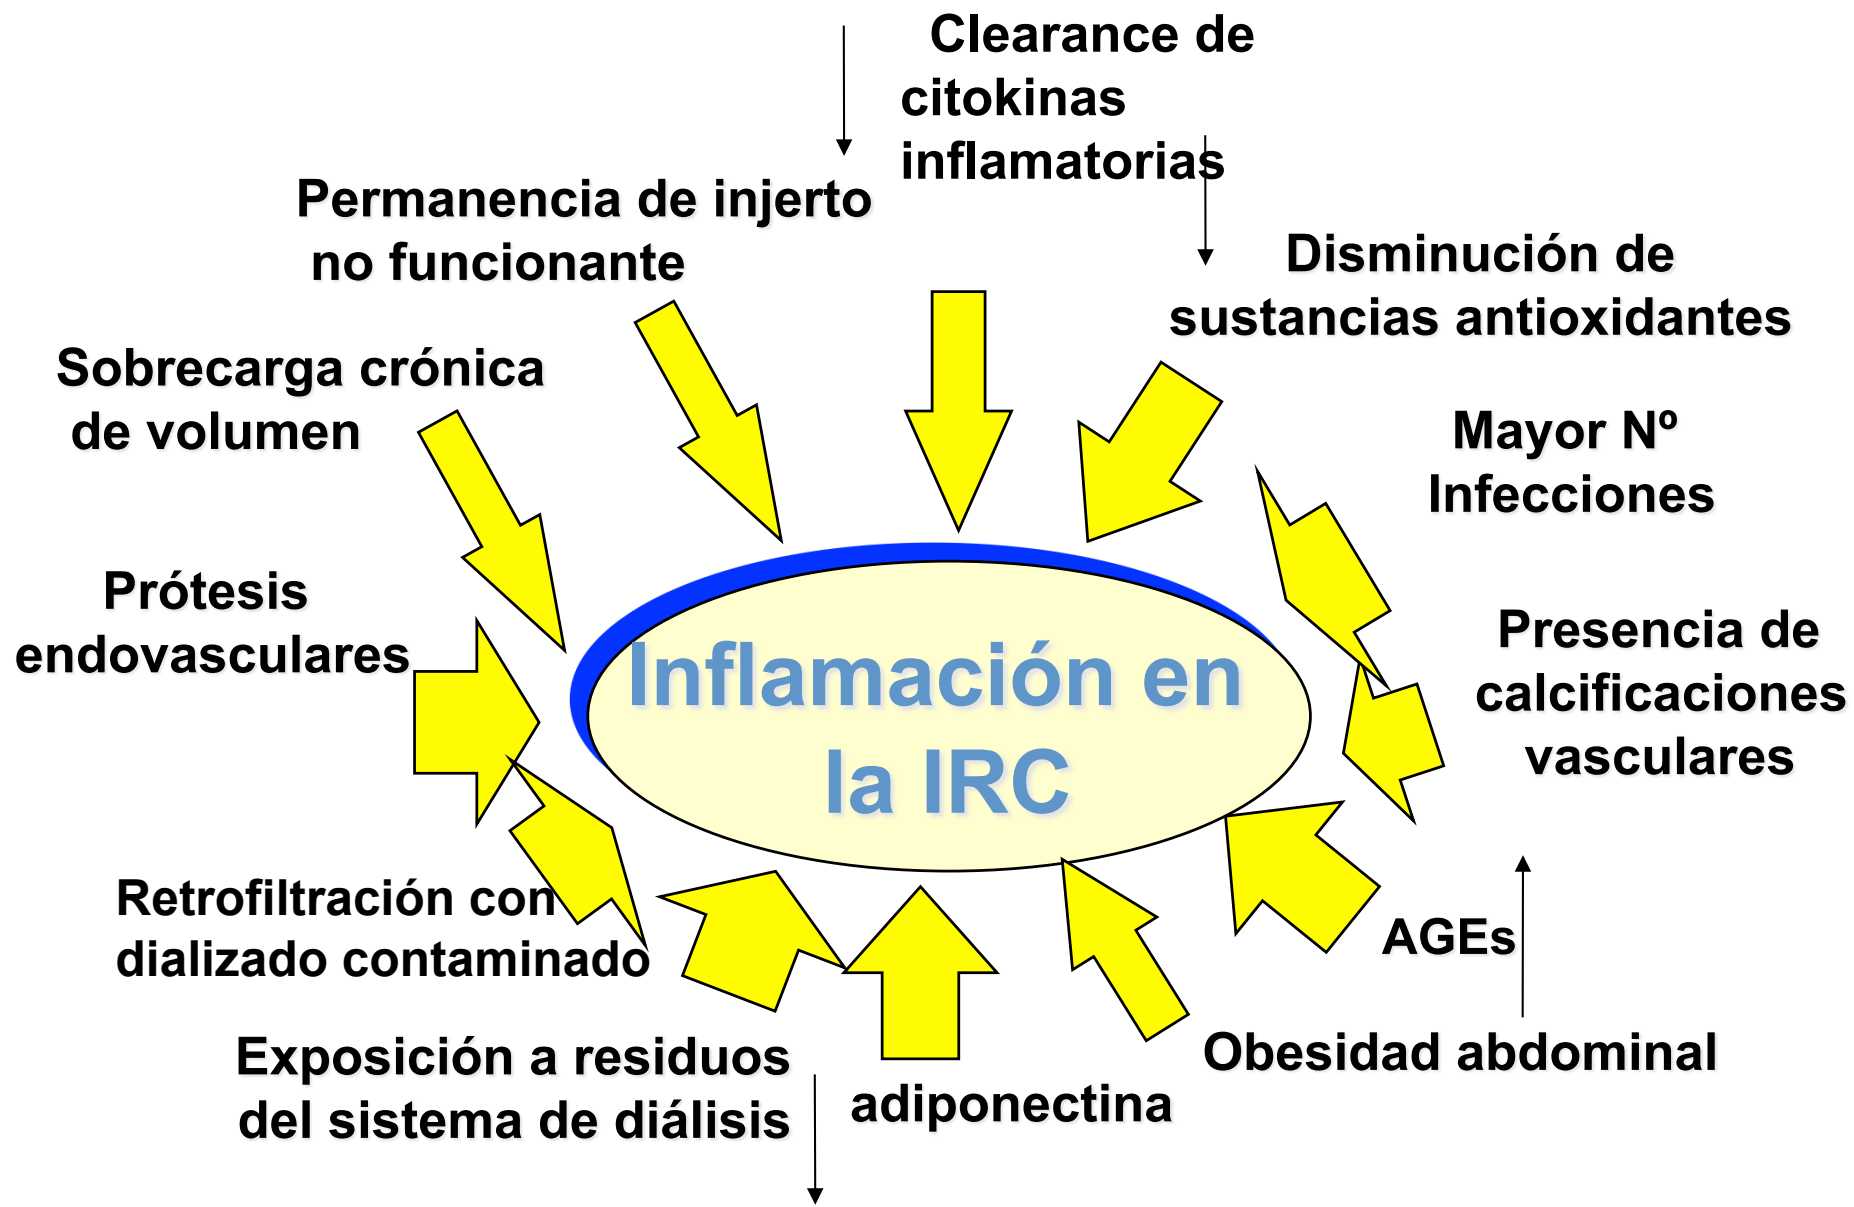 Clearance de
citokinas
inflamatorias
Permanencia de injerto
no funcionante
Disminución de
sustancias antioxidantes
Sobrecarga crónica
de volumen
Mayor Nº
Infecciones
Prótesis
endovasculares
Presencia de
calcificaciones
vasculares
Inflamación en
la IRC
Retrofiltración con
dializado contaminado
AGEs
Exposición a residuos
del sistema de diálisis
adiponectina
Obesidad abdominal